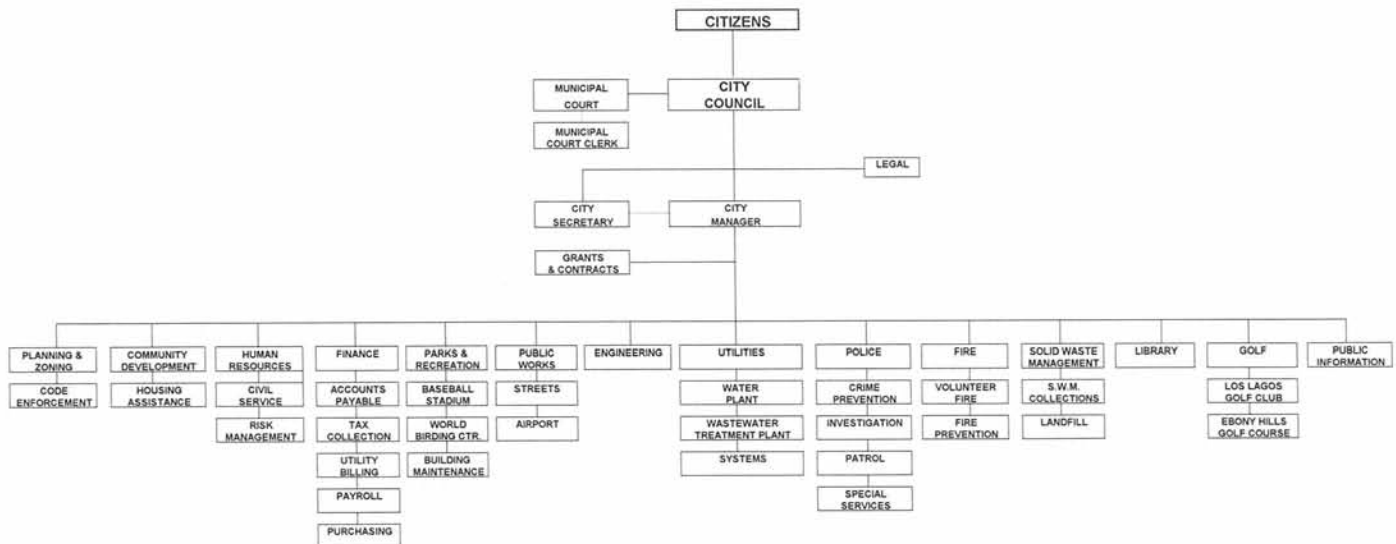 CITIZENS
MUNICIPAL
COURT
CITY
COUNCIL
MUNICIPAL
COURT CLERK
LEGAL
CITY
SECRETARY
CITY
MANAGER
GRANTS
& CONTRACTS
PLANNING &
ZONING
CODE
ENFORCEMENT
COMMUNITY
DEVELOPMENT
HOUSING
ASSISTANCE
HUMAN
RESOURCES
CIVIL
SERVICE
RISK
MANAGEMENT
FINANCE
ACCOUNTS
PAYABLE
TAX
COLLECTION
UTILITY
BILLING
PAYROLL
PURCHASING
PARKS &
RECREATION
BASEBALL
STADIUM
WORLD
BIRDING CTR.
BUILDING
MAINTENANCE
PUBLIC
WORKS
STREETS
AIRPORT
ENGINEERING
UTILITIES
WATER
PLANT
WASTEWATER
TREATMENT PLANT
SYSTEMS
POLICE
CRIME
PREVENTION
INVESTIGATION
PATROL
SPECIAL
SERVICES
FIRE
VOLUNTEER
FIRE
FIRE
PREVENTION
SOLID WASTE
MANAGEMENT
S.W.M.
COLLECTIONS
LANDFILL
LIBRARY
GOLF
LOS LAGOS
GOLF CLUB
EBONY HILLS
GOLF COURSE
PUBLIC
INFORMATION